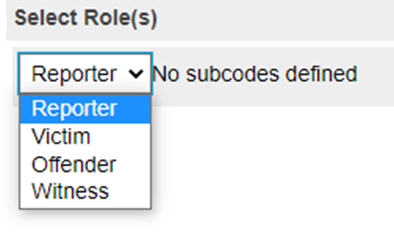 Select Role(s)
Reporter No subcodes defined
Reporter
Victim
Offender
Witness